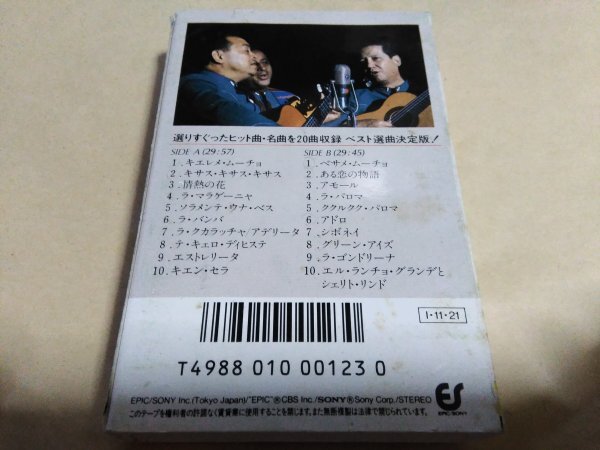 選りすぐったヒット曲・名曲を20曲収録 ベスト選曲決定版!
SIDE A (29:57)
1. キエレメ・ムーチョ
2. キサス・キサス・キサス
3. 情熱の花
4. ラ・マラゲーニャ
5. ソラメンテ・ウナ・ベス
6. ラ・バンバ
7. ラ・クカラッチャ/アデリータ
8. テ・キェロ・ディヒステ
9. エストレリータ
10. キエン・セラ
SIDE B (29:45)
1. ベサメ・ムーチョ
2. ある恋の物語
3. アモール
4. ラ・パロマ
5. ククルクク・パロマ
6. アドロ
7. シボネイ
8. グリーン・アイズ
9. ラ・ゴンドリーナ
10. エル・ランチョ・グランデと
シェリト・リンド
I・11・21
T4988 010 00123 0
EPIC/SONY Inc.(Tokyo Japan)/"EPIC"® CBS Inc./SONY® Sony Corp./STEREO
このテープを権利者の許諾なく賃貸業に使用することを禁じます。また無断複製は法律で禁じられています。
ES
EPIC/SONY